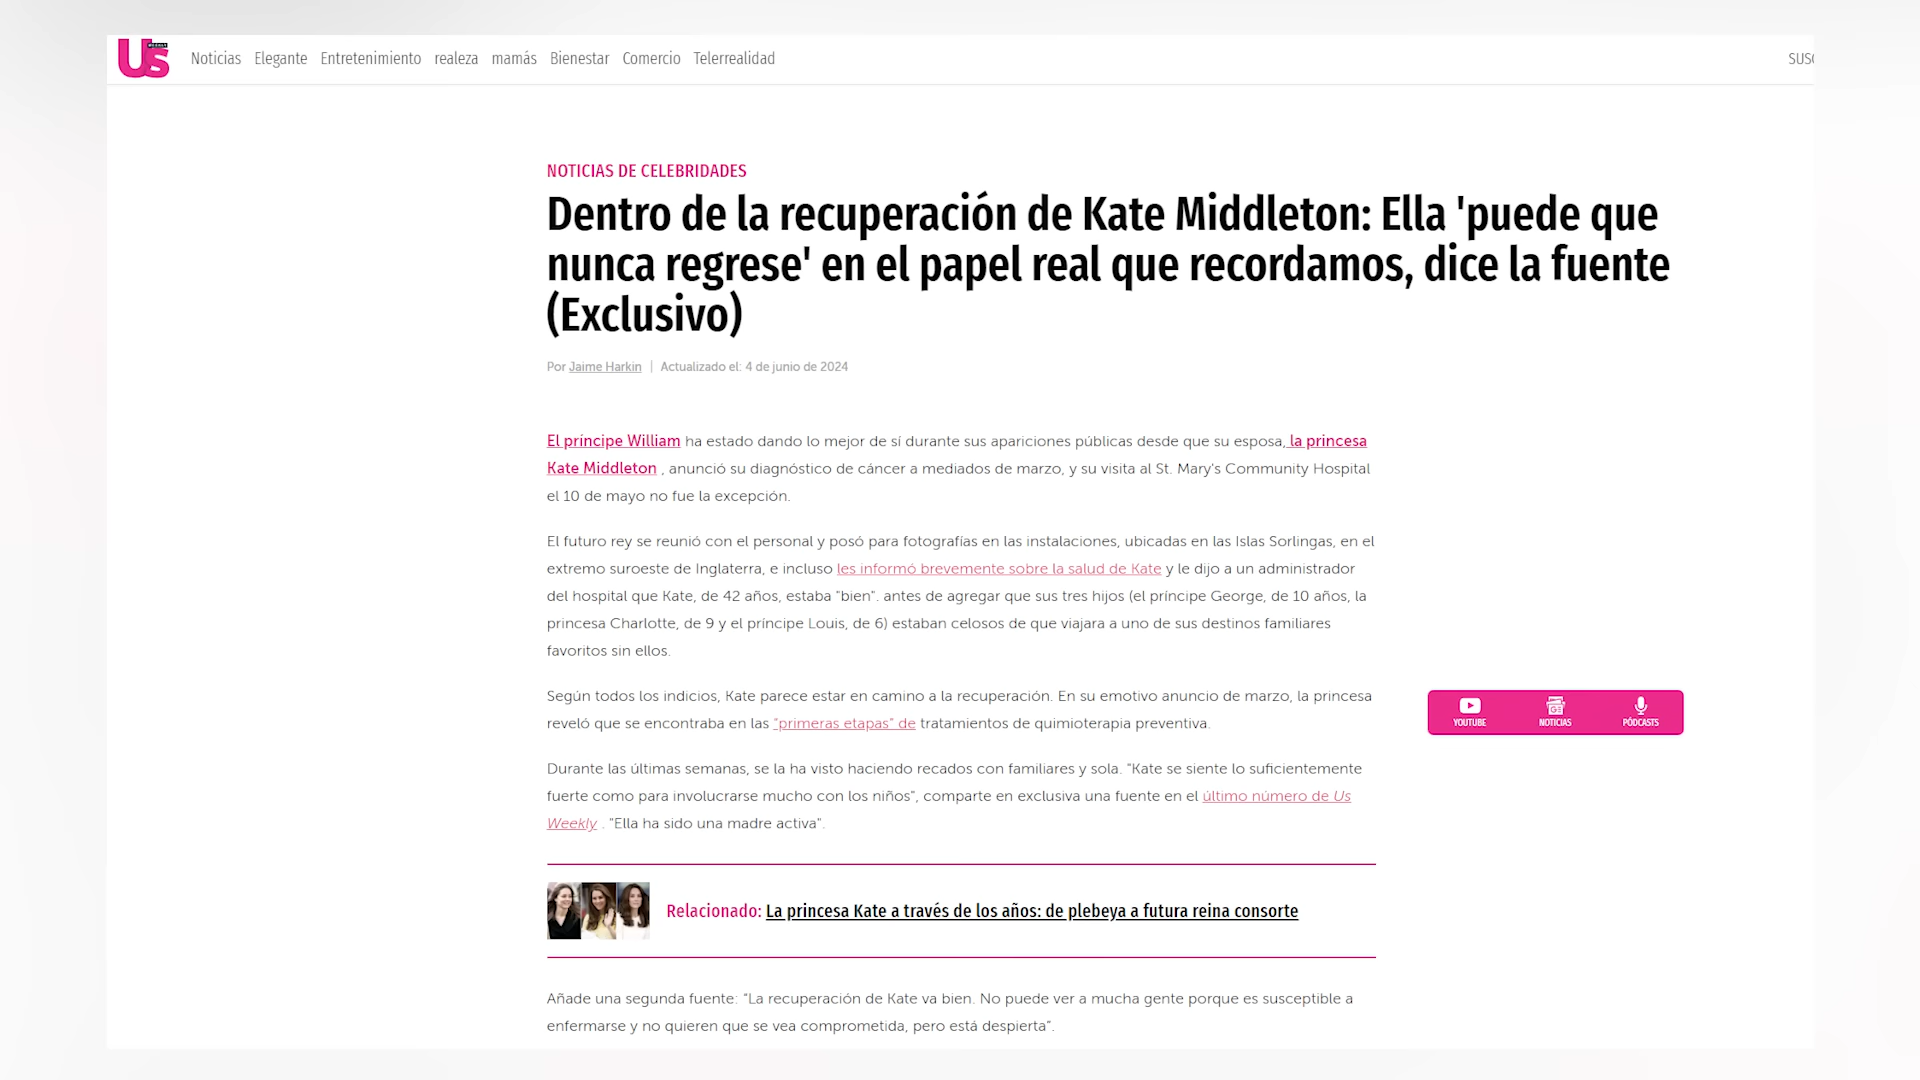 Us WEEKLY
Noticias Elegante Entretenimiento realeza mamás Bienestar Comercio Telerrealidad SUSC
NOTICIAS DE CELEBRIDADES
Dentro de la recuperación de Kate Middleton: Ella 'puede que
nunca regrese' en el papel real que recordamos, dice la fuente
(Exclusivo)
Por Jaime Harkin | Actualizado el: 4 de junio de 2024
El príncipe William ha estado dando lo mejor de sí durante sus apariciones públicas desde que su esposa, la princesa
Kate Middleton , anunció su diagnóstico de cáncer a mediados de marzo, y su visita al St. Mary's Community Hospital
el 10 de mayo no fue la excepción.
El futuro rey se reunió con el personal y posó para fotografías en las instalaciones, ubicadas en las Islas Sorlingas, en el
extremo suroeste de Inglaterra, e incluso les informó brevemente sobre la salud de Kate y le dijo a un administrador
del hospital que Kate, de 42 años, estaba "bien". antes de agregar que sus tres hijos (el príncipe George, de 10 años, la
princesa Charlotte, de 9 y el príncipe Louis, de 6) estaban celosos de que viajara a uno de sus destinos familiares
favoritos sin ellos.
Según todos los indicios, Kate parece estar en camino a la recuperación. En su emotivo anuncio de marzo, la princesa
reveló que se encontraba en las "primeras etapas" de tratamientos de quimioterapia preventiva.
YOUTUBE NOTICIAS PÓDCASTS
Durante las últimas semanas, se la ha visto haciendo recados con familiares y sola. "Kate se siente lo suficientemente
fuerte como para involucrarse mucho con los niños", comparte en exclusiva una fuente en el último número de Us
Weekly . "Ella ha sido una madre activa".
Relacionado: La princesa Kate a través de los años: de plebeya a futura reina consorte
Añade una segunda fuente: “La recuperación de Kate va bien. No puede ver a mucha gente porque es susceptible a
enfermarse y no quieren que se vea comprometida, pero está despierta”.